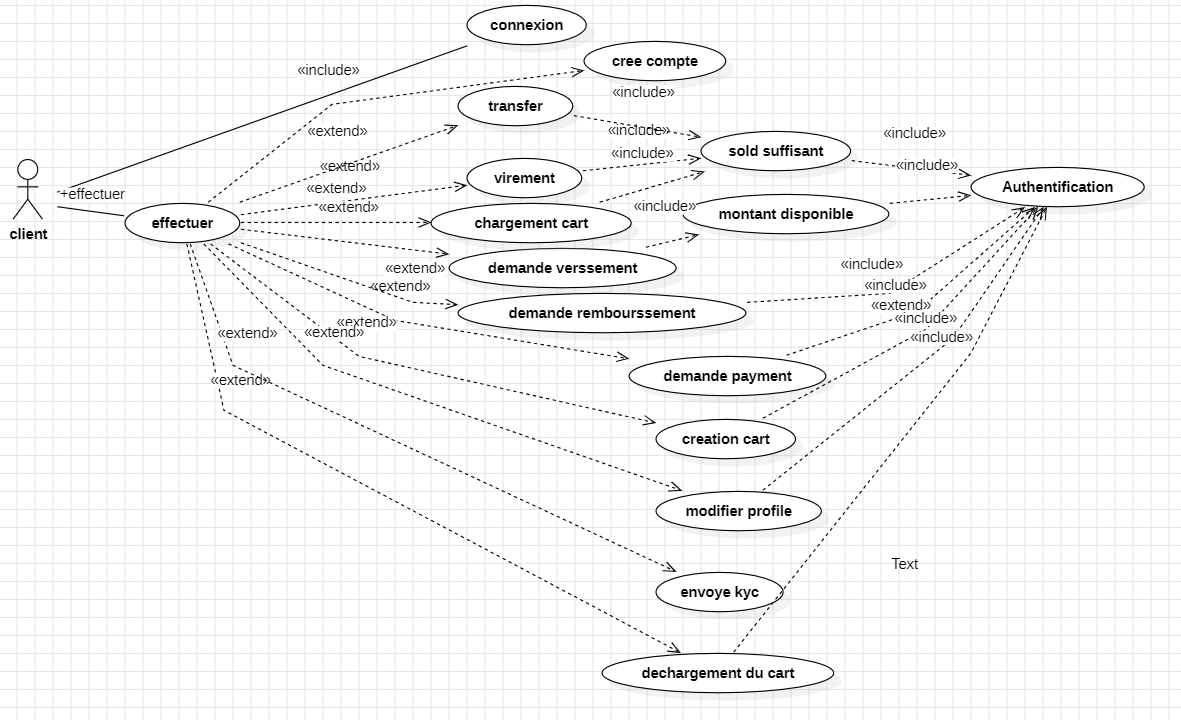 connexion
cree compte
«include»
«include»
transfer
«extend»
«include»
sold suffisant
«include»
«include»
«extend»
«include»
virement
«extend»
Authentification
+effectuer
«extend»
«include»
montant disponible
effectuer
chargement cart
client
«extend»
demande verssement
«include»
«extend»
«include»
demande rembourssement
«extend»
«include»
«extend»
«extend»
«extend»
«include»
«extend»
demande payment
creation cart
modifier profile
Text
envoye kyc
dechargement du cart